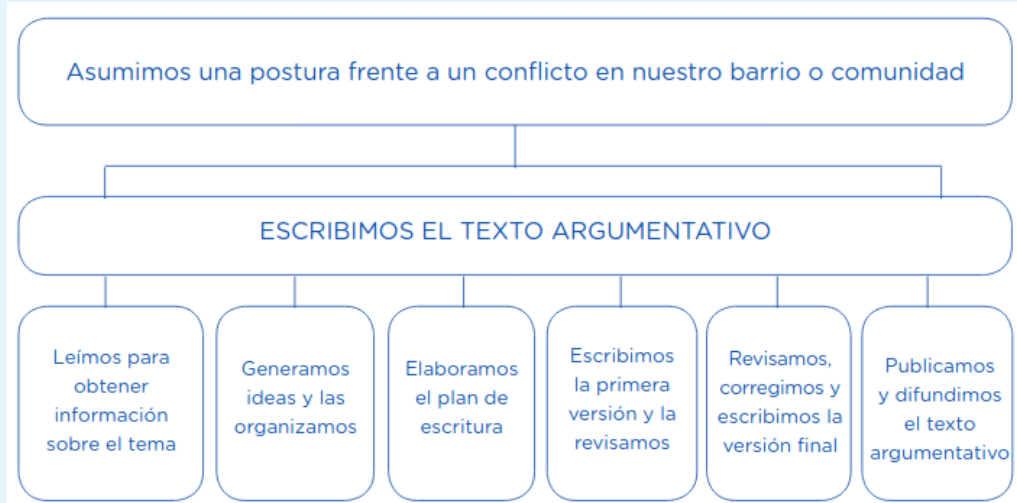 Asumimos una postura frente a un conflicto en nuestro barrio o comunidad
ESCRIBIMOS EL TEXTO ARGUMENTATIVO
Leímos para
obtener
información
sobre el tema
Generamos
ideas y las
organizamos
Elaboramos
el plan de
escritura
Escribimos
la primera
versión y la
revisamos
Revisamos,
corregimos y
escribimos la
versión final
Publicamos
y difundimos
el texto
argumentativo